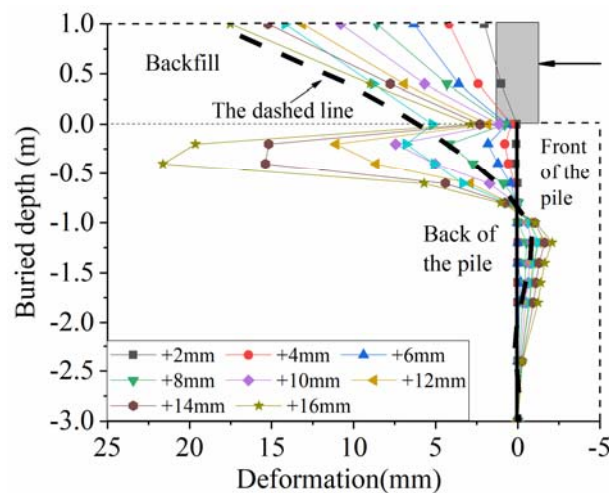 1.0
0.5
0.0
-0.5
-1.0
-1.5
-2.0
-2.5
-3.0
Buried depth (m)
Backfill
The dashed line
Front
of the
pile
Back of
the pile
+2mm +4mm +6mm
+8mm +10mm +12mm
+14mm +16mm
25 20 15 10 5 0 -5
Deformation(mm)